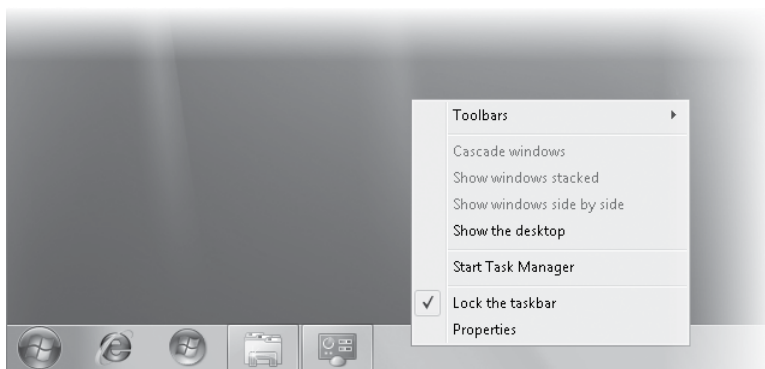 Toolbars
Cascade windows
Show windows stacked
Show windows side by side
Show the desktop
Start Task Manager
Lock the taskbar
Properties